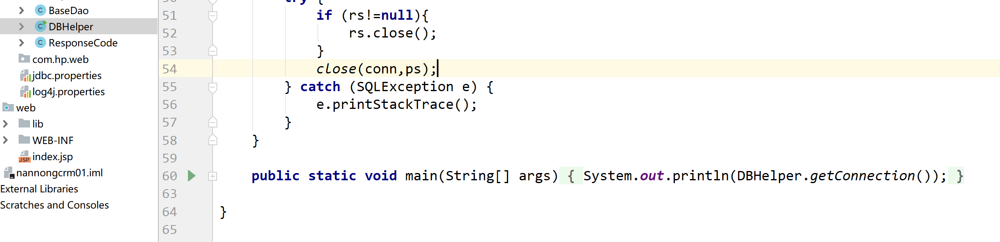 BaseDao
DBHelper
ResponseCode
com.hp.web
jdbc.properties
log4j.properties
web
lib
WEB-INF
index.jsp
nannongcrm01.iml
External Libraries
Scratches and Consoles
try {
51 if (rs!=null){
52 rs.close();
53 }
54 close(conn,ps);
55 } catch (SQLException e) {
56 e.printStackTrace();
57 }
58 }
59
60 public static void main(String[] args) { System.out.println(DBHelper.getConnection()); }
63
64 }
65